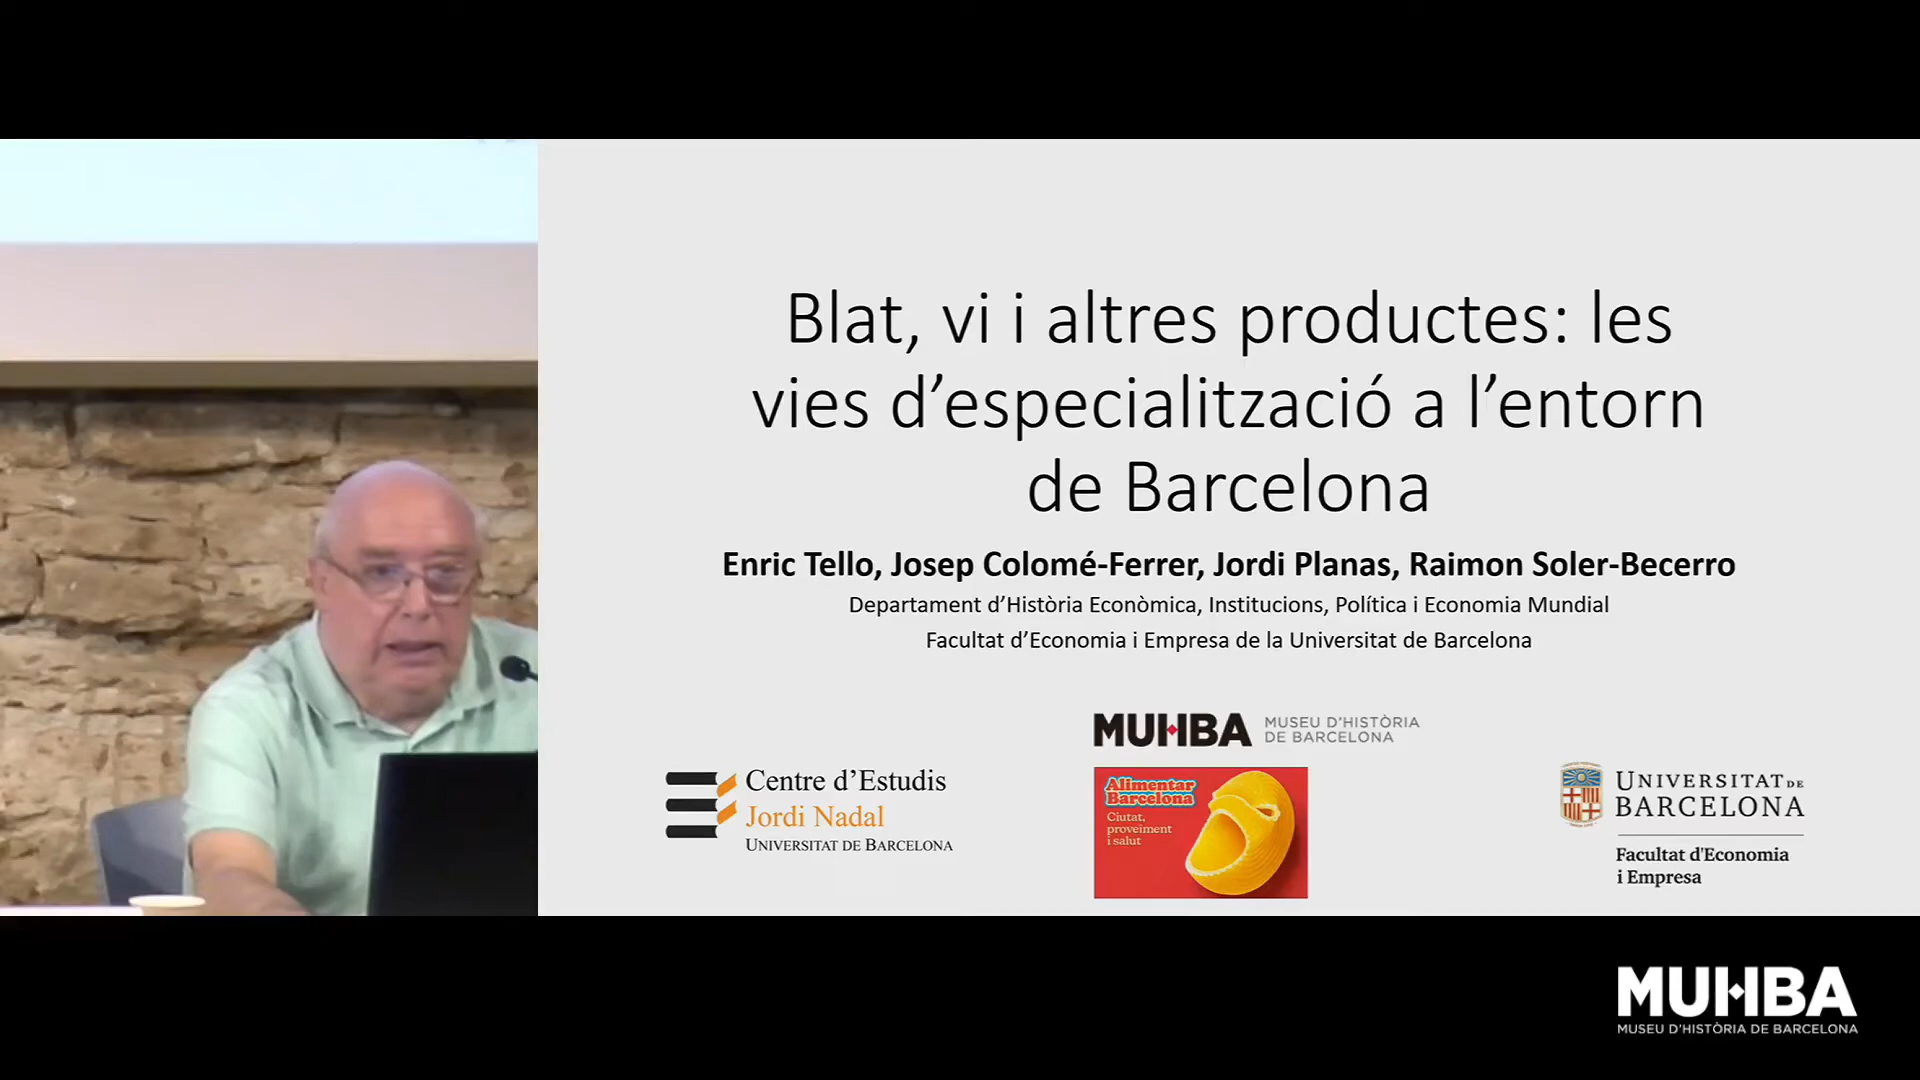 Blat, vi i altres productes: les
vies d’especialització a l’entorn
de Barcelona
Enric Tello, Josep Colomé-Ferrer, Jordi Planas, Raimon Soler-Becerro
Departament d’Història Econòmica, Institucions, Política i Economia Mundial
Facultat d’Economia i Empresa de la Universitat de Barcelona
MUHBA
MUSEU D’HISTÒRIA
DE BARCELONA
Centre d’Estudis
Jordi Nadal
UNIVERSITAT DE BARCELONA
Alimentar
Barcelona
Ciutat,
proveïment
i salut
UNIVERSITAT DE
BARCELONA
Facultat d'Economia
i Empresa
MUHBA
MUSEU D'HISTÒRIA DE BARCELONA